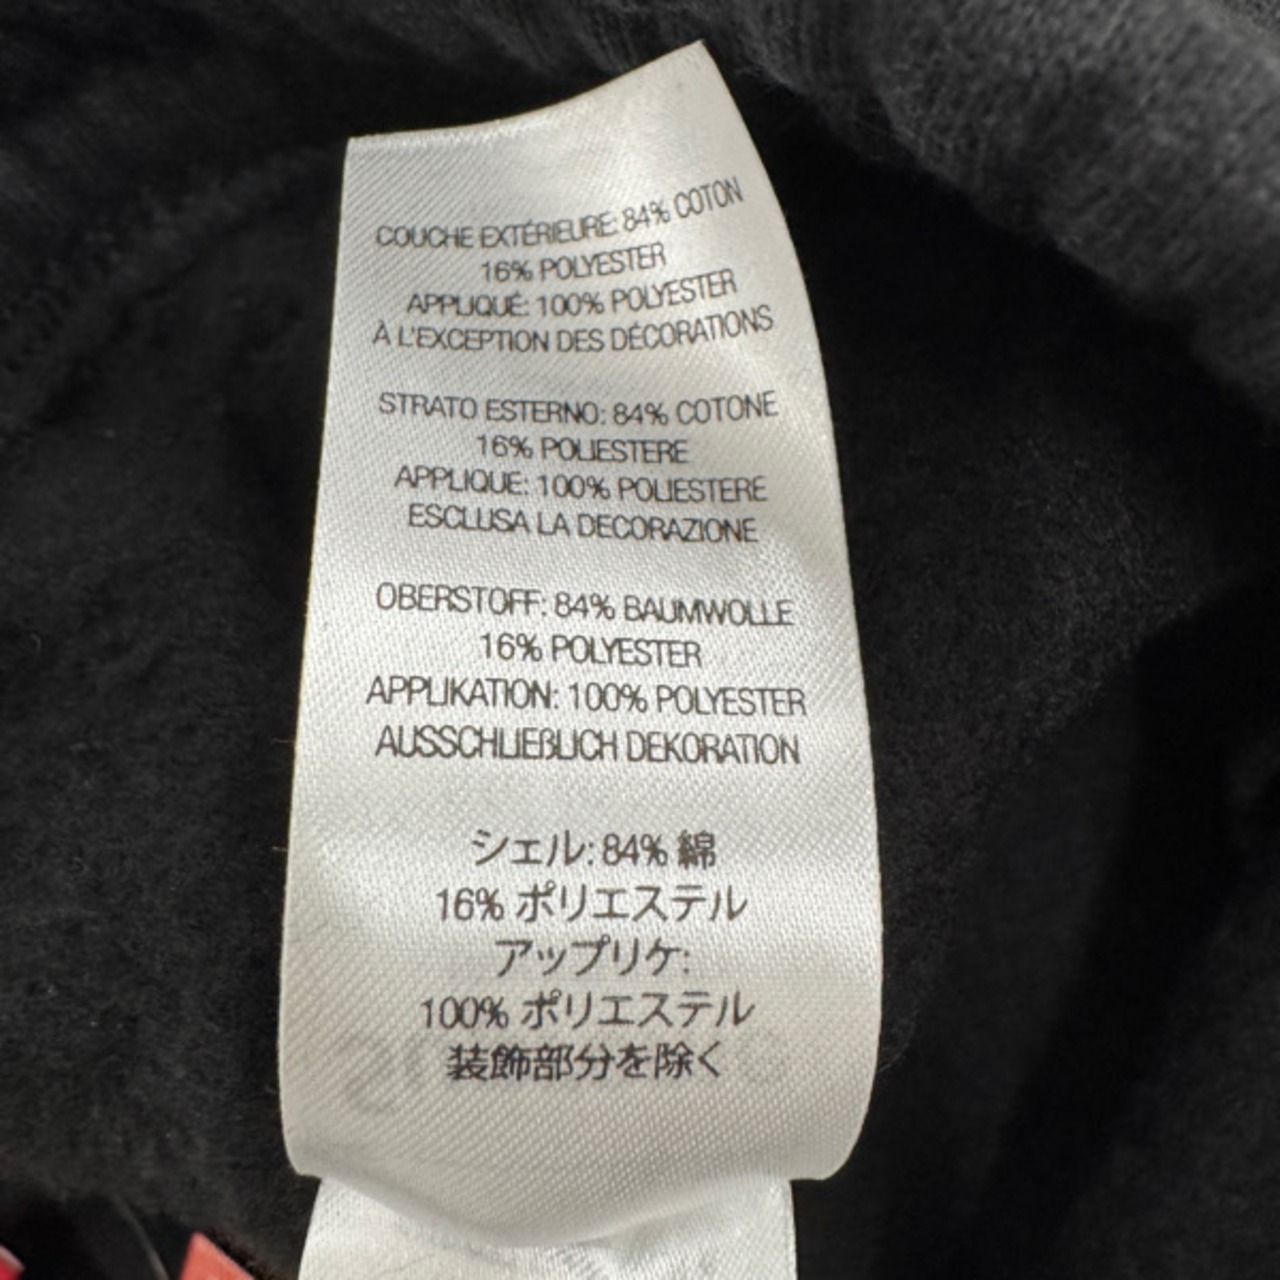 COUCHE EXTÉRIEURE: 84% COTON
16% POLYESTER
APPLIQUÉ: 100% POLYESTER
À L'EXCEPTION DES DÉCORATIONS
STRATO ESTERNO: 84% COTONE
16% POLIESTERE
APPLIQUE: 100% POLIESTERE
ESCLUSA LA DECORAZIONE
OBERSTOFF: 84% BAUMWOLLE
16% POLYESTER
APPLIKATION: 100% POLYESTER
AUSSCHLIEßLICH DEKORATION
シェル: 84% 綿
16% ポリエステル
アップリケ:
100% ポリエステル
装飾部分を除く